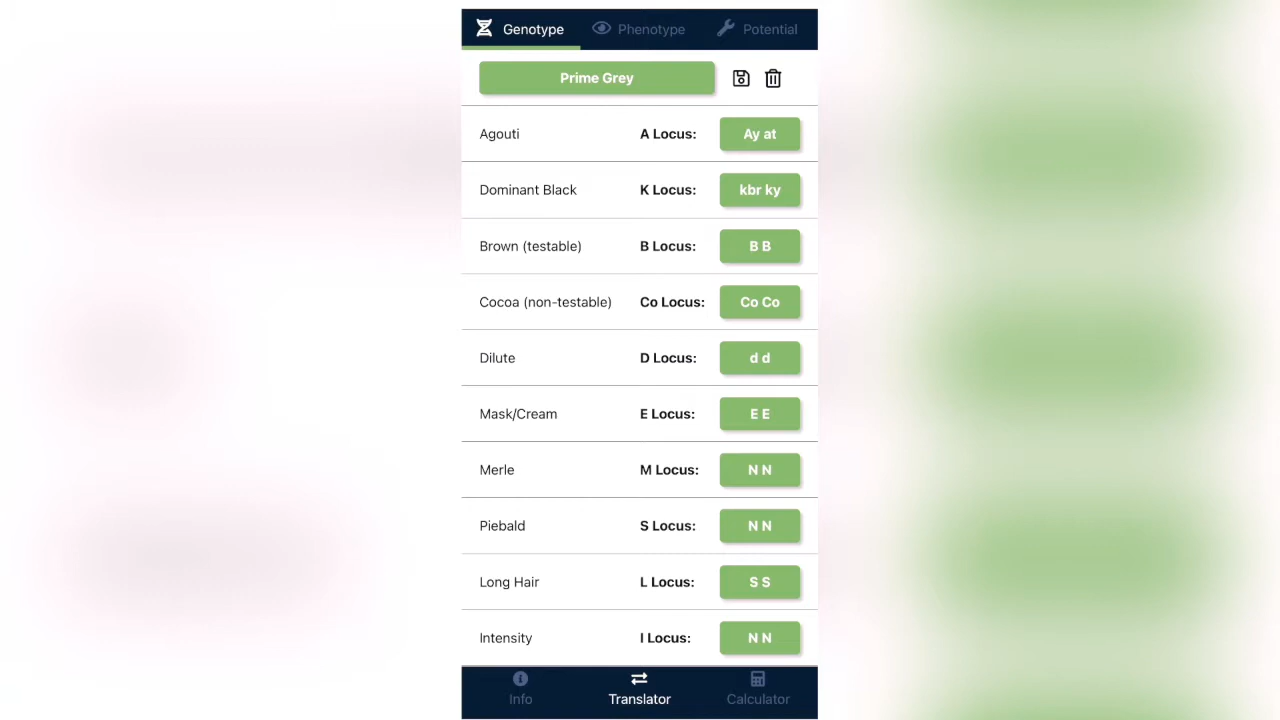 Genotype Phenotype Potential
Prime Grey
Agouti A Locus: Ay at
Dominant Black K Locus: kbr ky
Brown (testable) B Locus: B B
Cocoa (non-testable) Co Locus: Co Co
Dilute D Locus: d d
Mask/Cream E Locus: E E
Merle M Locus: N N
Piebald S Locus: N N
Long Hair L Locus: S S
Intensity I Locus: N N
Info Translator Calculator